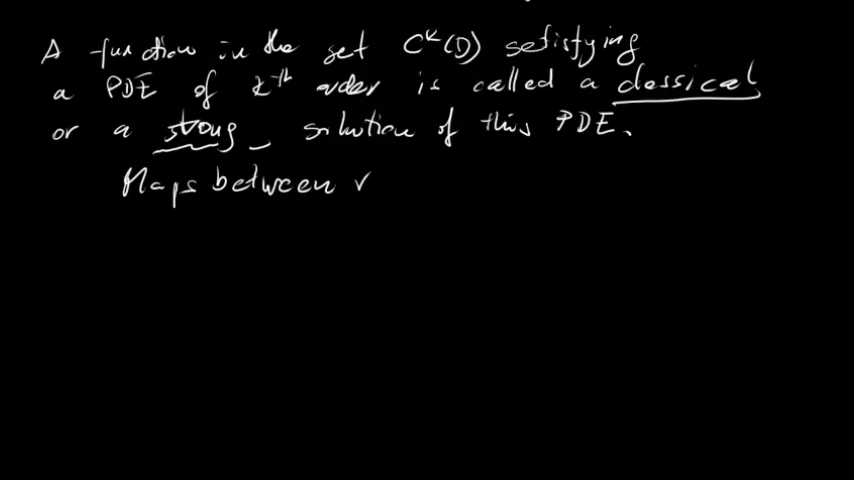 A function in the set C^k(D) satisfying
a PDE of k^th order is called a classical
or a strong solution of this PDE.
Maps between